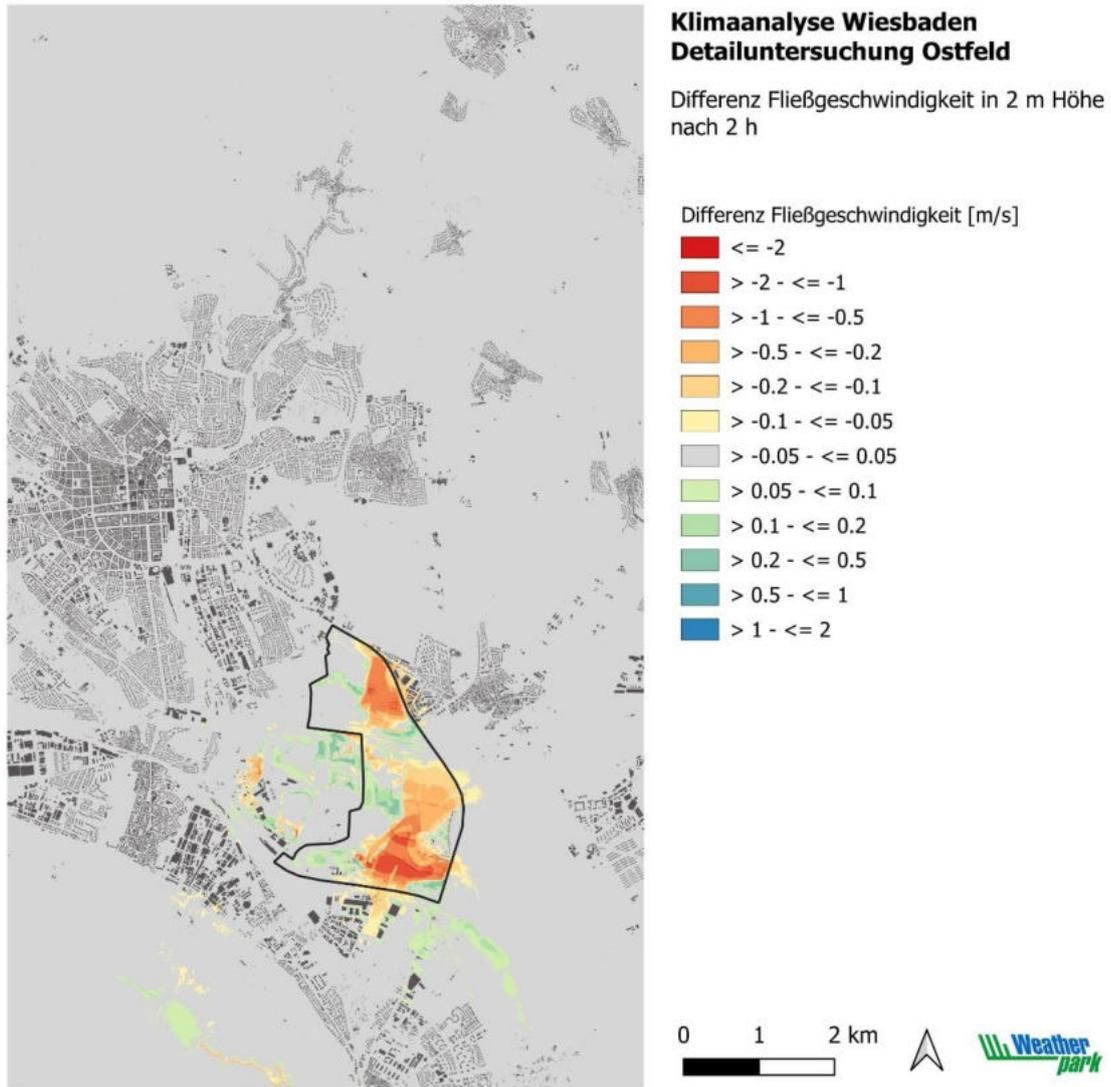 Klimaanalyse Wiesbaden
Detailuntersuchung Ostfeld
Differenz Fließgeschwindigkeit in 2 m Höhe
nach 2 h
Differenz Fließgeschwindigkeit [m/s]
<= -2
> -2 - <= -1
> -1 - <= -0.5
> -0.5 - <= -0.2
> -0.2 - <= -0.1
> -0.1 - <= -0.05
> -0.05 - <= 0.05
> 0.05 - <= 0.1
> 0.1 - <= 0.2
> 0.2 - <= 0.5
> 0.5 - <= 1
> 1 - <= 2
0 1 2 km
Weather
park